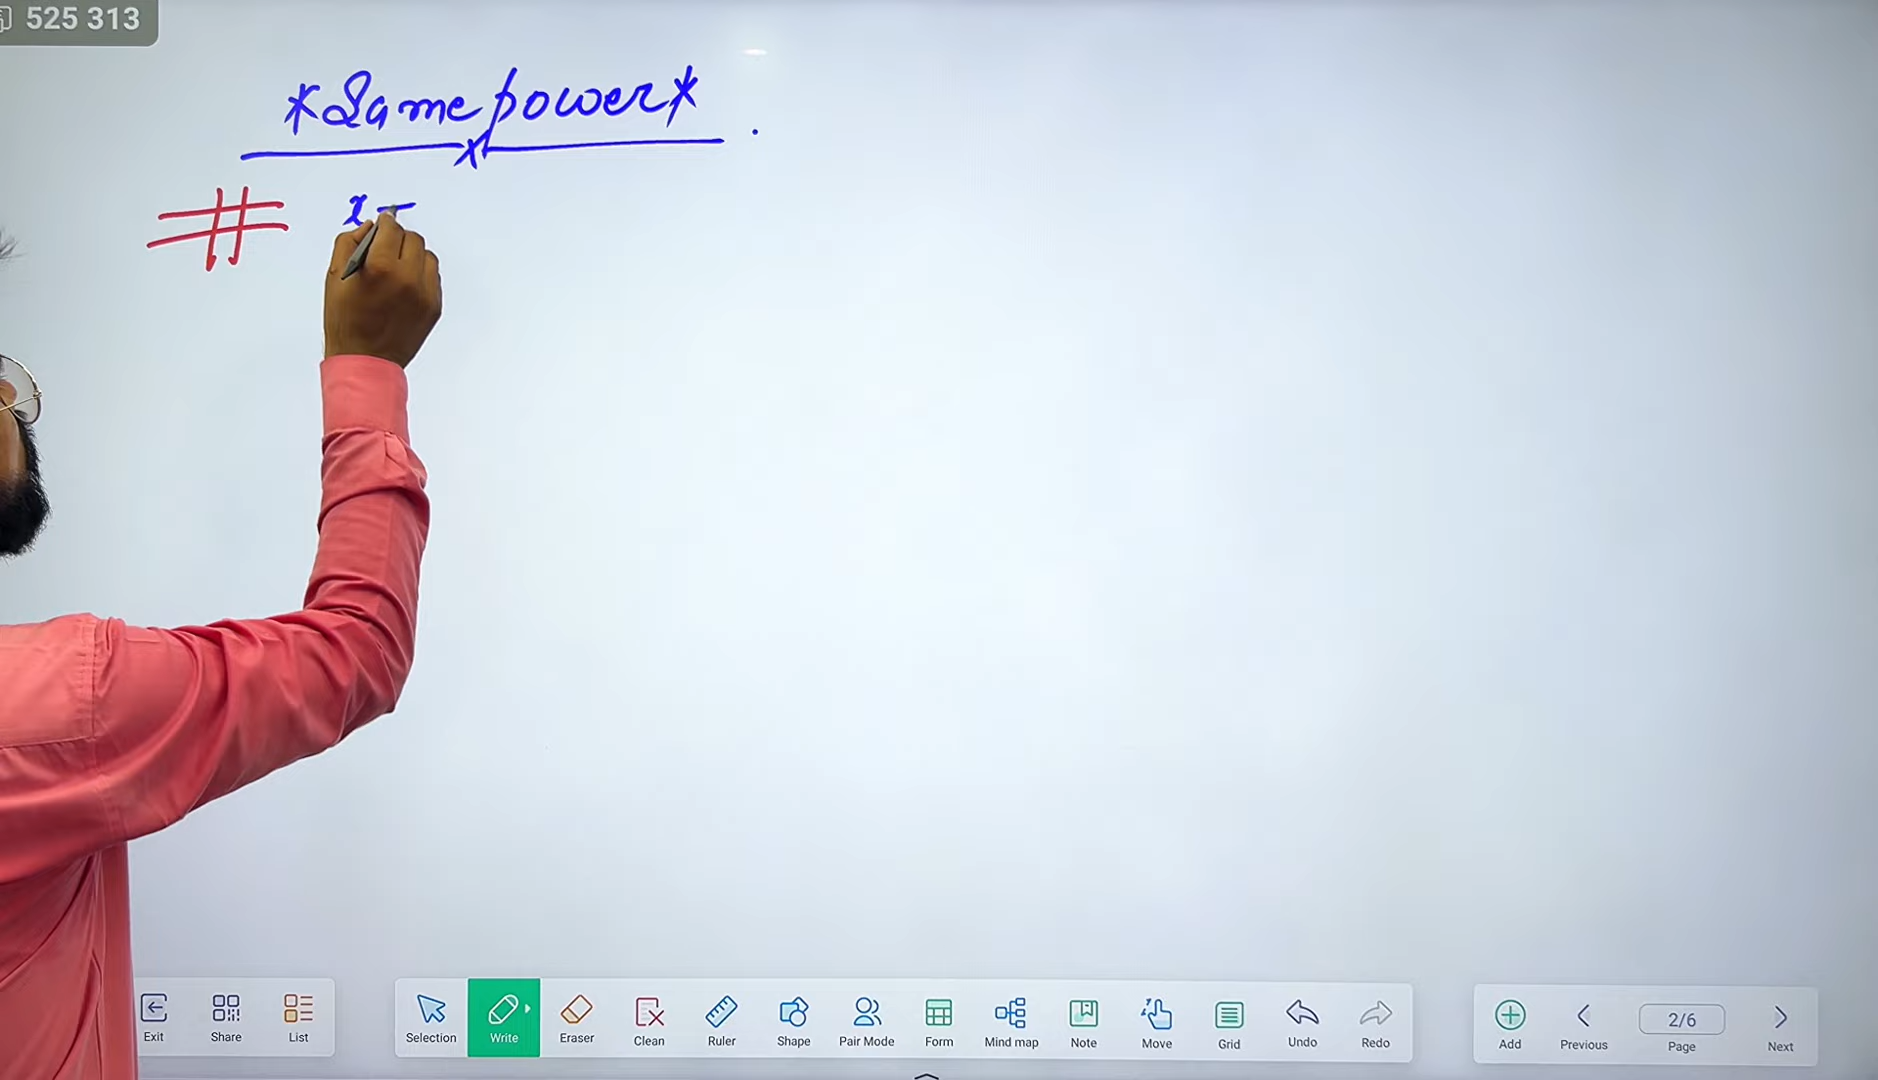 525 313
*Same power*
x
# x -
Exit Share List Selection Write Eraser Clean Ruler Shape Pair Mode Form Mind map Note Move Grid Undo Redo Add Previous 2/6 Page Next